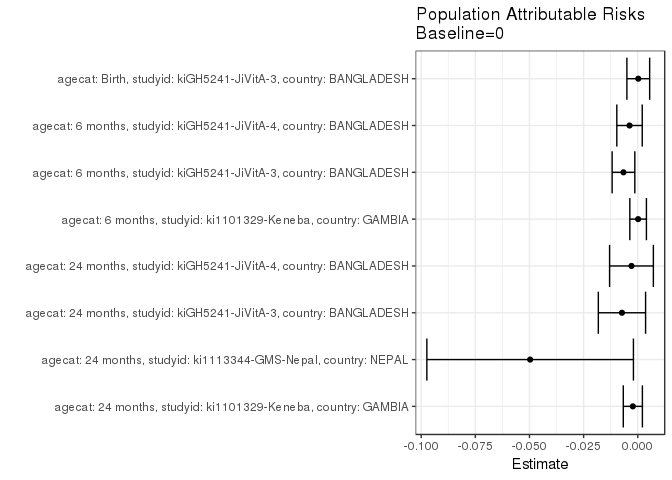 Population Attributable Risks
Baseline=0
agecat: Birth, studyid: kiGH5241-JiVitA-3, country: BANGLADESH
agecat: 6 months, studyid: kiGH5241-JiVitA-4, country: BANGLADESH
agecat: 6 months, studyid: kiGH5241-JiVitA-3, country: BANGLADESH
agecat: 6 months, studyid: ki1101329-Keneba, country: GAMBIA
agecat: 24 months, studyid: kiGH5241-JiVitA-4, country: BANGLADESH
agecat: 24 months, studyid: kiGH5241-JiVitA-3, country: BANGLADESH
agecat: 24 months, studyid: ki1113344-GMS-Nepal, country: NEPAL
agecat: 24 months, studyid: ki1101329-Keneba, country: GAMBIA
-0.100 -0.075 -0.050 -0.025 0.000
Estimate